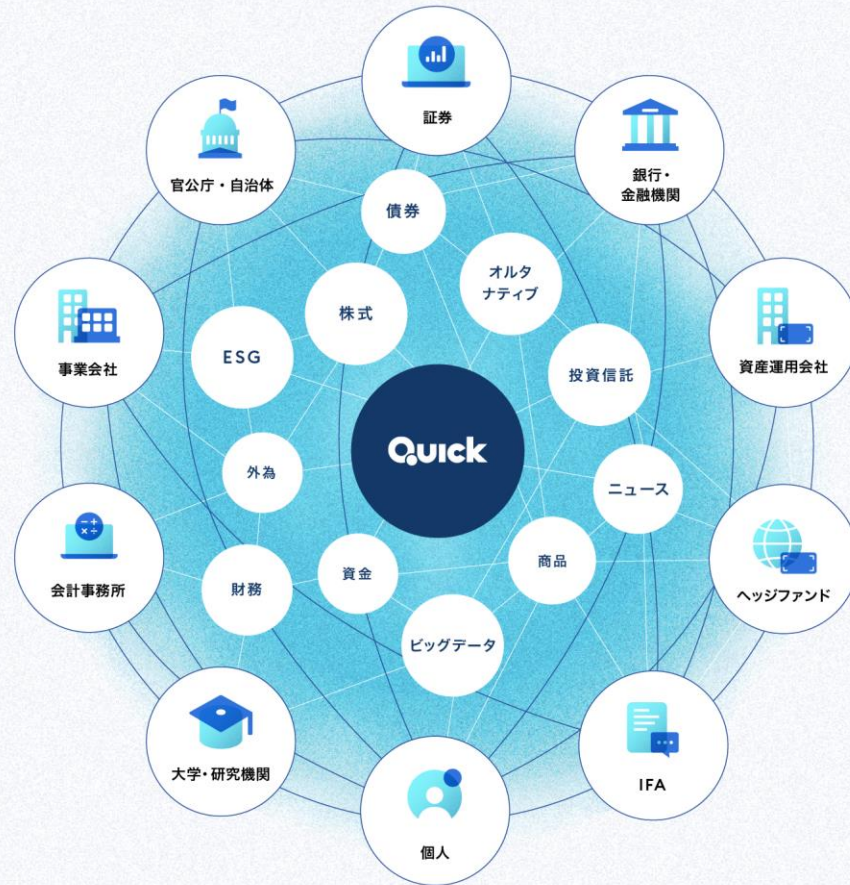 証券
官公庁・自治体
銀行・
金融機関
債券
オルタ
ナティブ
株式
ESG
事業会社
投資信託
資産運用会社
Quick
外為
ニュース
資金
商品
会計事務所
財務
ヘッジファンド
ビッグデータ
大学・研究機関
IFA
個人